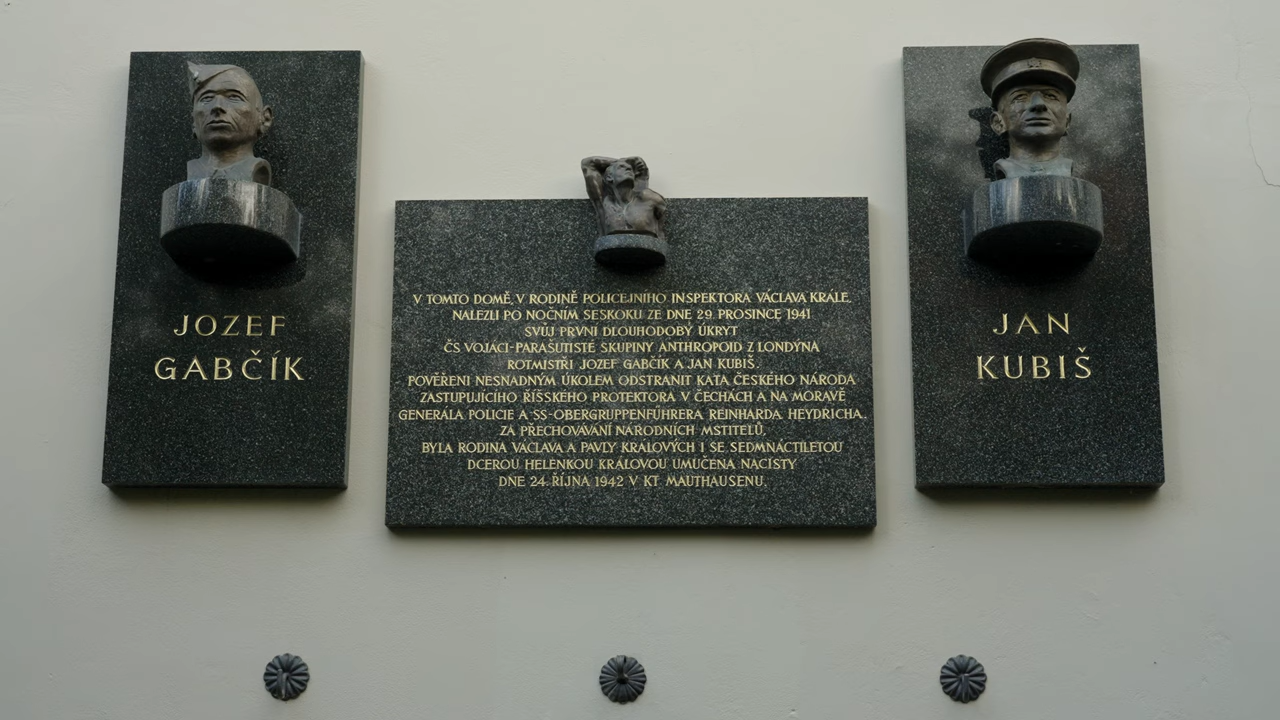 JOZEF
GABČÍK
V TOMTO DOMĚ, V RODINĚ POLICEJNÍHO INSPEKTORA VÁCLAVA KRÁLE,
NALEZLI PO NOČNÍM SESKOKU ZE DNE 29. PROSINCE 1941
SVŮJ PRVNÍ DLOUHODOBÝ ÚKRYT
ČS VOJÁCI-PARAŠUTISTÉ SKUPINY ANTHROPOID Z LONDÝNA
ROTMISTŘI JOZEF GABČÍK A JAN KUBIŠ.
POVĚŘENI NESNADNÝM ÚKOLEM ODSTRANIT KATA ČESKÉHO NÁRODA
ZASTUPUJÍCÍHO ŘÍŠSKÉHO PROTEKTORA V ČECHÁCH A NA MORAVĚ
GENERÁLA POLICIE A SS-OBERGRUPPENFÜHRERA REINHARDA HEYDRICHA.
ZA PŘECHOVÁVÁNÍ NÁRODNÍCH MSTITELŮ,
BYLA RODINA VÁCLAVA A PAVLY KRÁLOVÝCH I SE SEDMNÁCTILETOU
DCEROU HELENKOU KRÁLOVOU UMUČENA NACISTY
DNE 24. ŘÍJNA 1942 V KT MAUTHAUSENU.
JAN
KUBIŠ